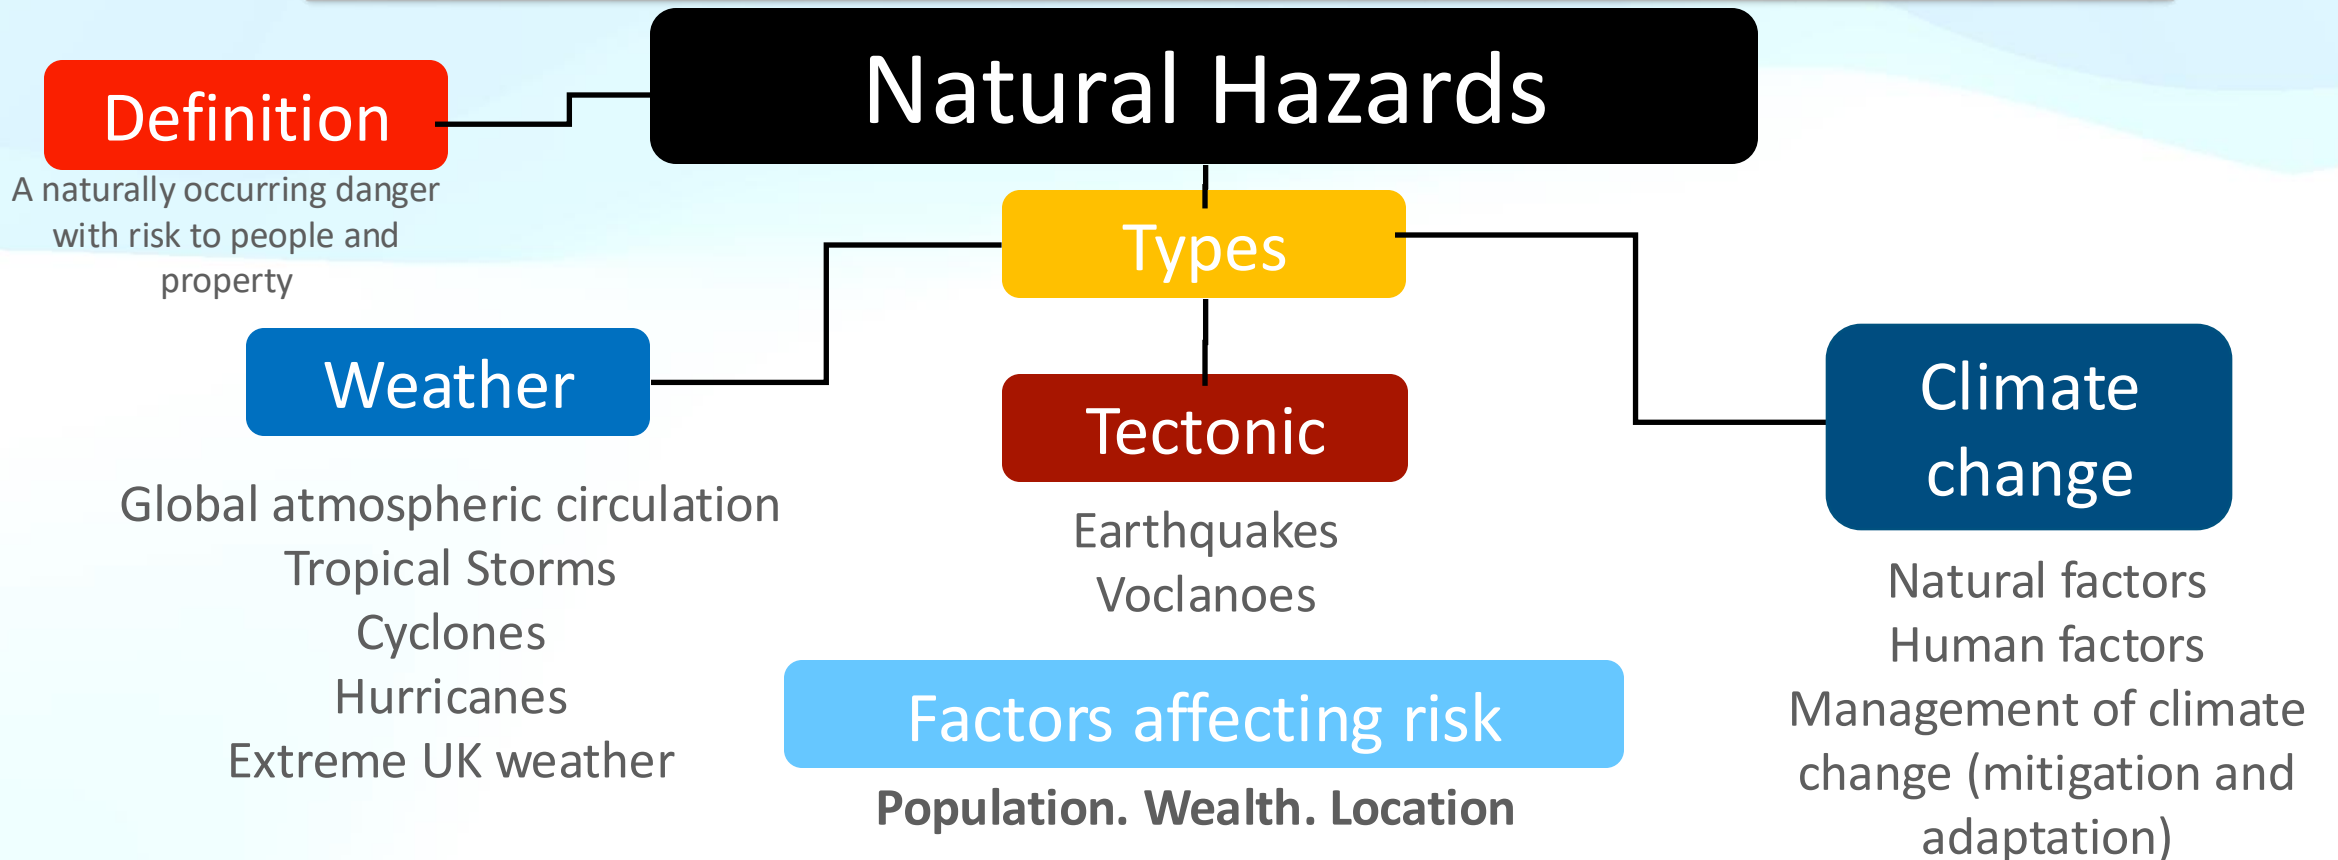 Natural Hazards
Definition
A naturally occurring danger
with risk to people and
property
Types
Weather
Global atmospheric circulation
Tropical Storms
Cyclones
Hurricanes
Extreme UK weather
Tectonic
Earthquakes
Voclanoes
Factors affecting risk
Population. Wealth. Location
Climate
change
Natural factors
Human factors
Management of climate
change (mitigation and
adaptation)